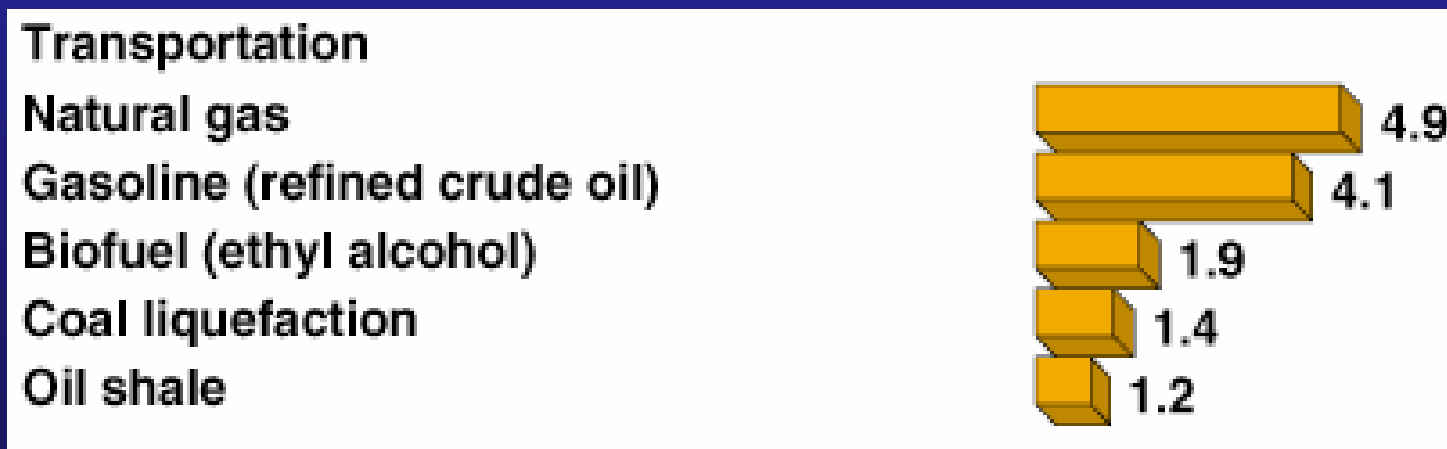 Transportation
Natural gas 4.9
Gasoline (refined crude oil) 4.1
Biofuel (ethyl alcohol) 1.9
Coal liquefaction 1.4
Oil shale 1.2